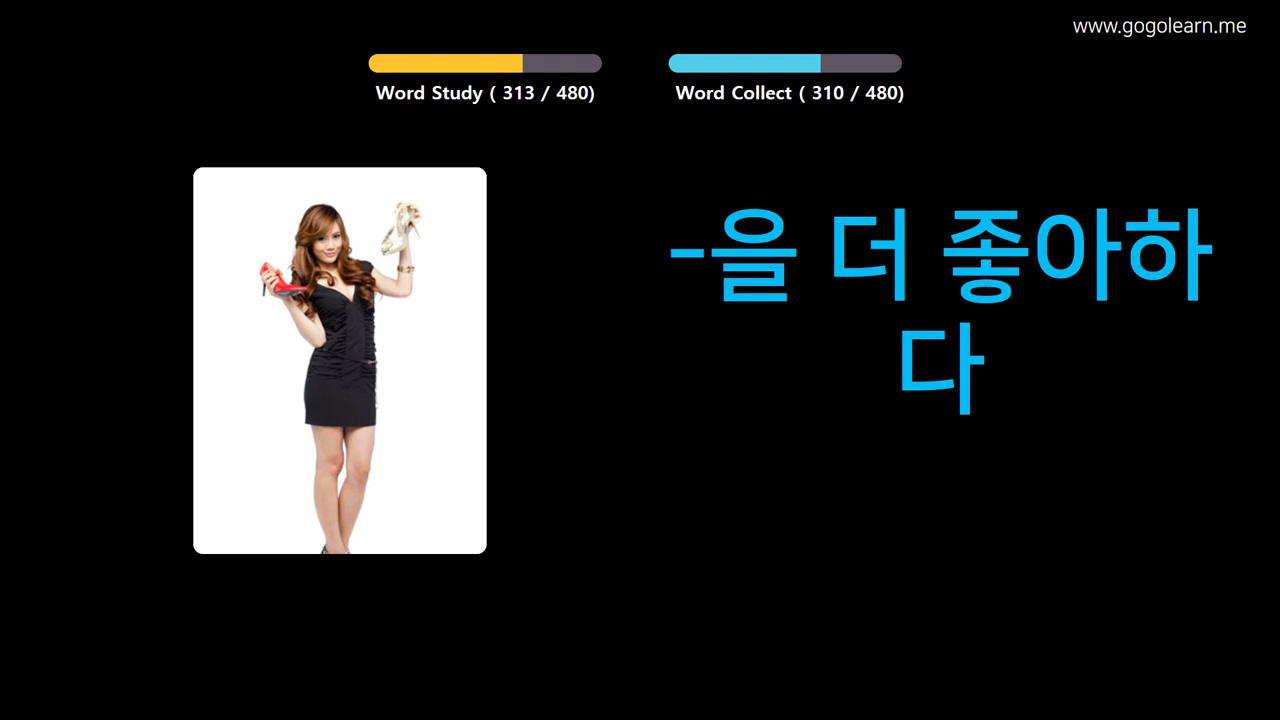 www.gogolearn.me
Word Study ( 313 / 480)
Word Collect ( 310 / 480)
-을 더 좋아하
다